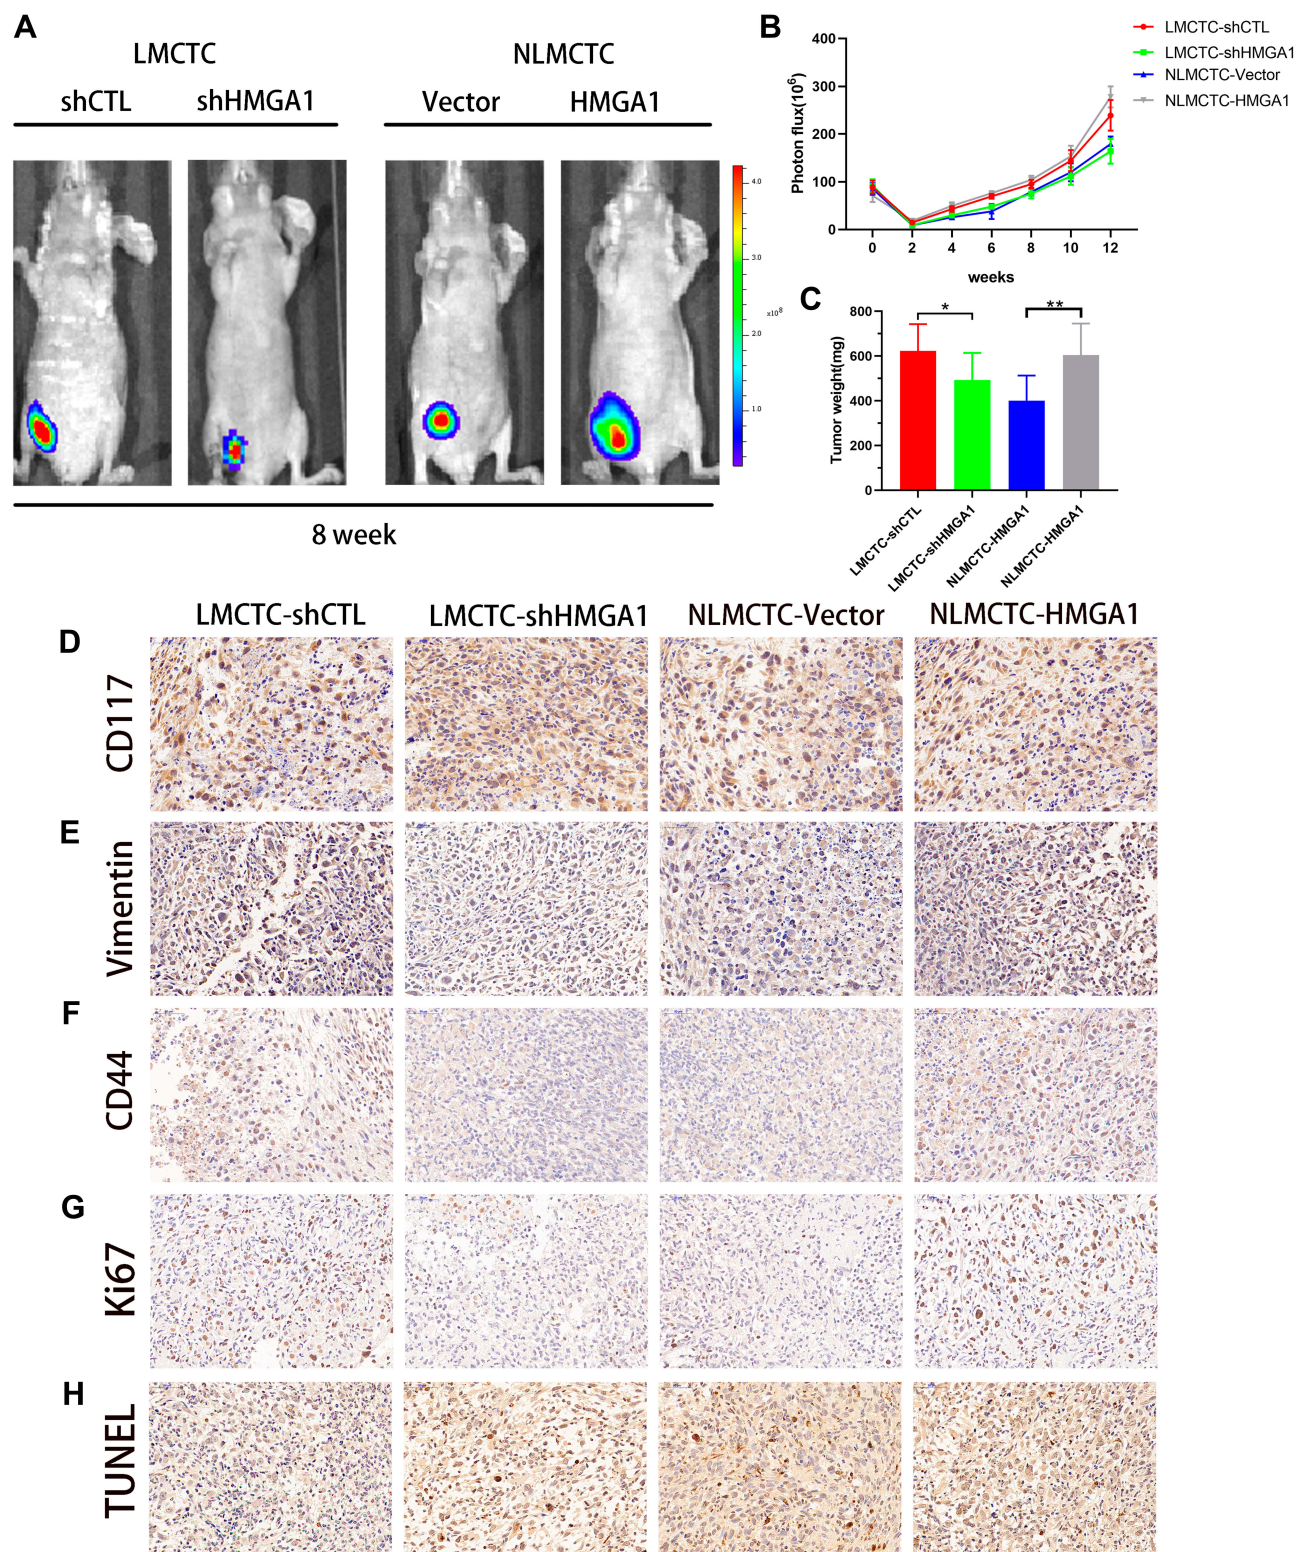 A
LMCTC
NLMCTC
shCTL
shHMGA1
Vector
HMGA1
4.0
3.0
x10⁸
2.0
1.0
8 week
B
LMCTC-shCTL
LMCTC-shHMGA1
NLMCTC-Vector
NLMCTC-HMGA1
Photon flux(10⁶)
400
300
200
100
0
0 2 4 6 8 10 12
weeks
C
Tumor weight(mg)
800
600
400
200
0
* **
LMCTC-shCTL
LMCTC-shHMGA1
NLMCTC-HMGA1
NLMCTC-HMGA1
LMCTC-shCTL LMCTC-shHMGA1 NLMCTC-Vector NLMCTC-HMGA1
D
CD117
E
Vimentin
F
CD44
G
Ki67
H
TUNEL